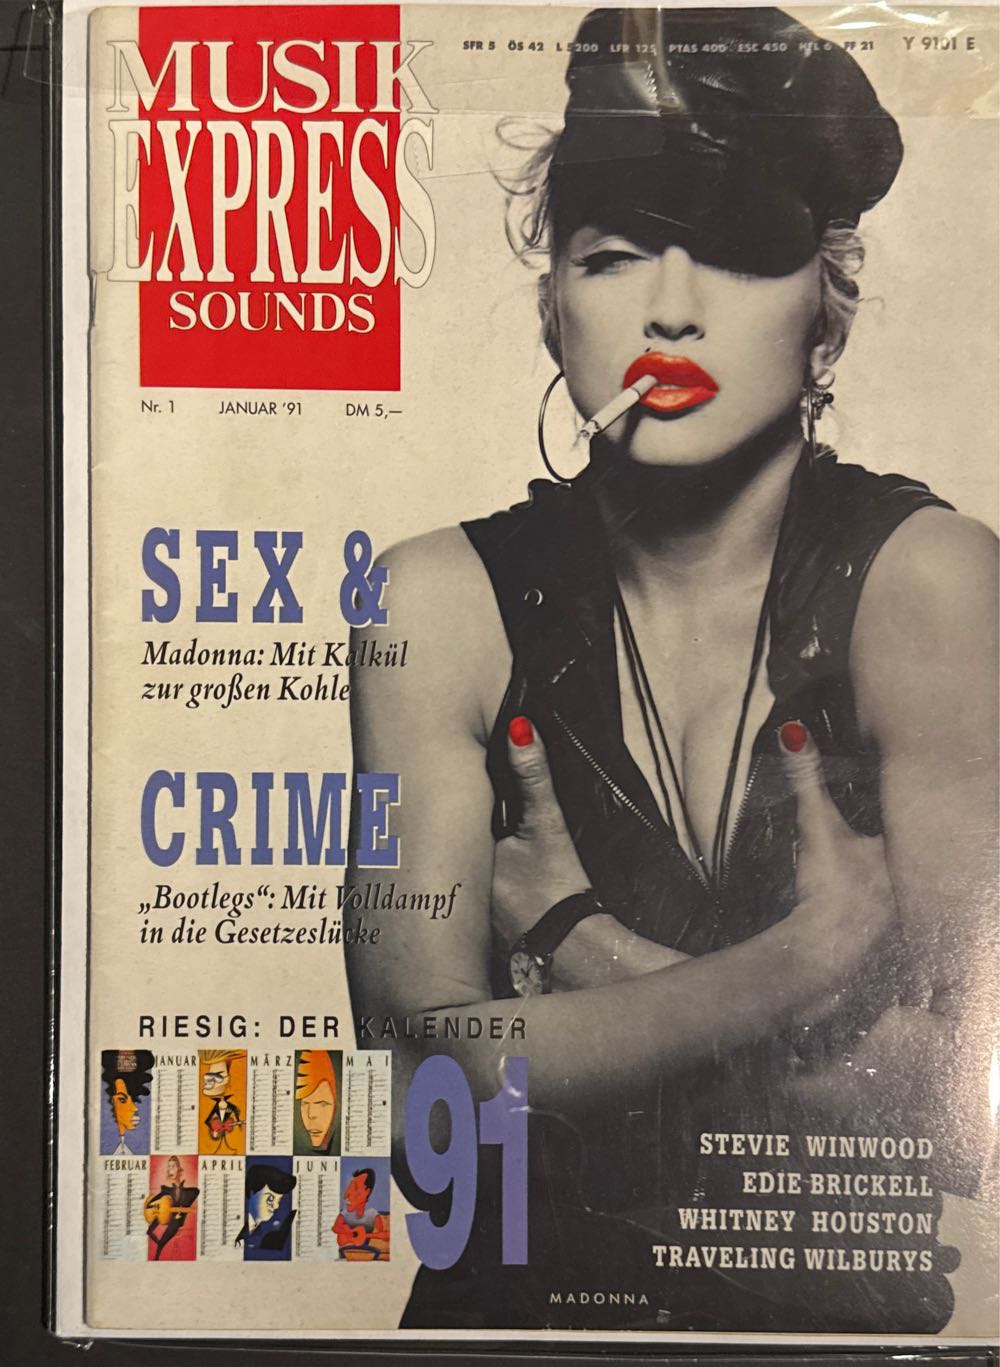 SFR 5 ÖS 42 L 5200 LFR 125 PTAS 400 ESC 450 HFL 6 FF 21 Y 9101 E
MUSIK
EXPRESS
SOUNDS
Nr. 1 JANUAR '91 DM 5,—
SEX &
Madonna: Mit Kalkül
zur großen Kohle
CRIME
„Bootlegs“: Mit Volldampf
in die Gesetzeslücke
RIESIG: DER KALENDER
91
JANUAR MÄRZ MAI
FEBRUAR APRIL JUNI
STEVIE WINWOOD
EDIE BRICKELL
WHITNEY HOUSTON
TRAVELING WILBURYS
MADONNA